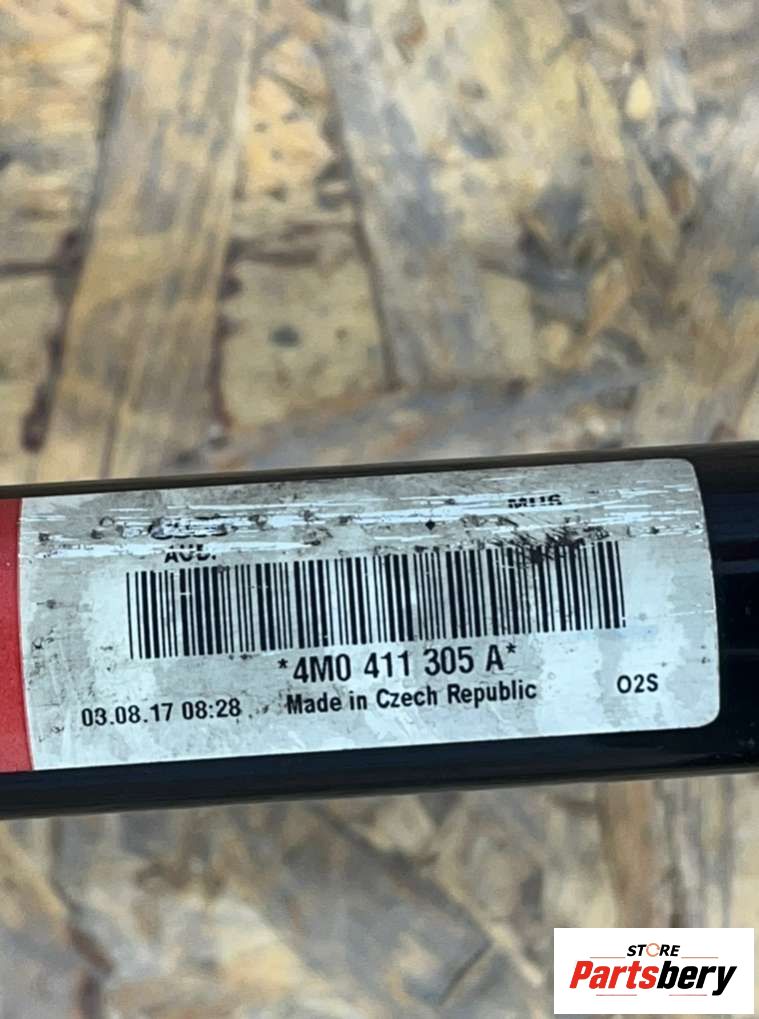 AUDI
*4M0 411 305 A*
03.08.17 08:28 Made in Czech Republic O2S
STORE
Partsbery